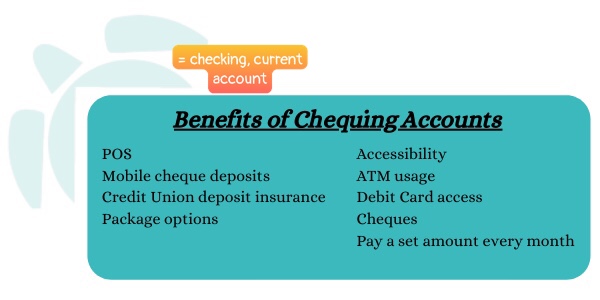 = checking, current
account
Benefits of Chequing Accounts
POS
Mobile cheque deposits
Credit Union deposit insurance
Package options
Accessibility
ATM usage
Debit Card access
Cheques
Pay a set amount every month